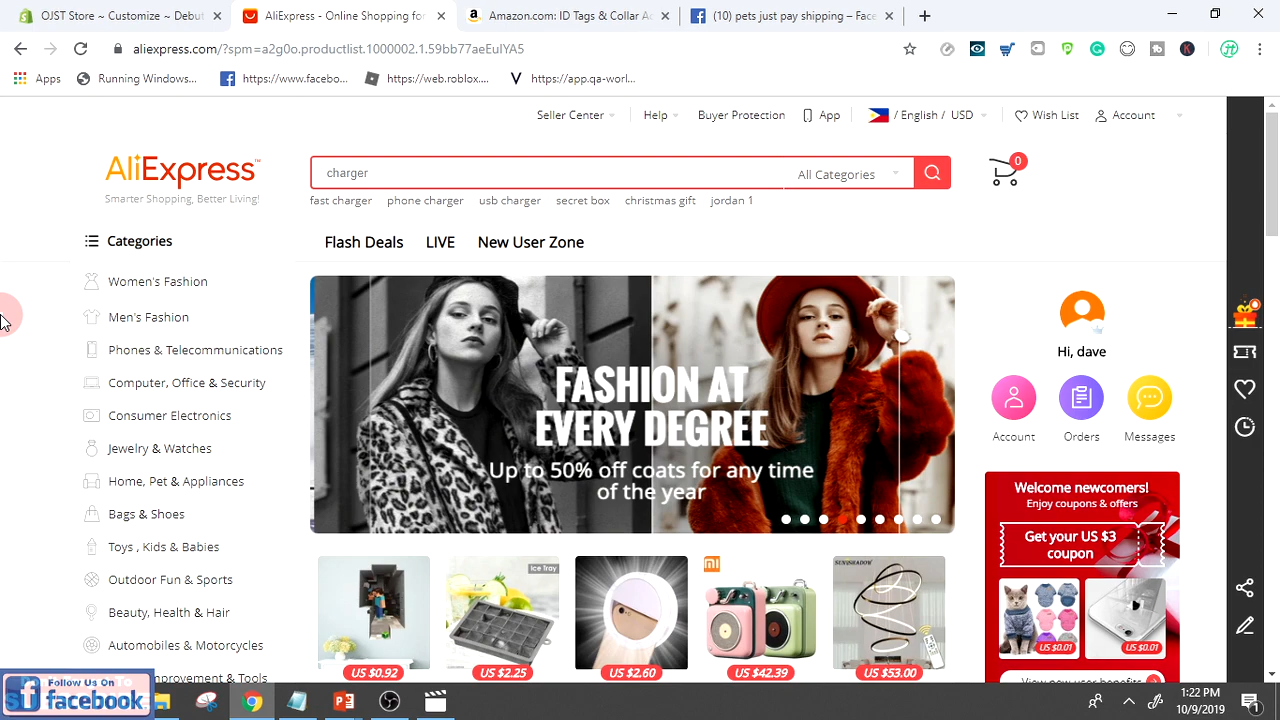 OJST Store ~ Customize ~ Debut
AliExpress - Online Shopping for
Amazon.com: ID Tags & Collar Ac
(10) pets just pay shipping – Face
aliexpress.com/?spm=a2g0o.productlist.1000002.1.59bb77aeEuIYA5
Apps
Running Windows...
https://www.facebo...
https://web.roblox....
https://app.qa-worl...
Seller Center
Help
Buyer Protection
App
/ English / USD
Wish List
Account
AliExpress
Smarter Shopping, Better Living!
charger
All Categories
0
fast charger
phone charger
usb charger
secret box
christmas gift
jordan 1
Categories
Flash Deals
LIVE
New User Zone
Women's Fashion
Men's Fashion
Phones & Telecommunications
Computer, Office & Security
Consumer Electronics
Jewelry & Watches
Home, Pet & Appliances
Bags & Shoes
Toys , Kids & Babies
Outdoor Fun & Sports
Beauty, Health & Hair
Automobiles & Motorcycles
& Tools
FASHION AT
EVERY DEGREE
Up to 50% off coats for any time
of the year
Hi, dave
Account
Orders
Messages
Welcome newcomers!
Enjoy coupons & offers
Get your US $3
coupon
US $0.01
US $0.01
View new user benefits
Ice Tray
SUNSHADOW
US $0.92
US $2.25
US $2.60
US $42.39
US $53.00
Follow Us On
facebook
1:22 PM
10/9/2019
1